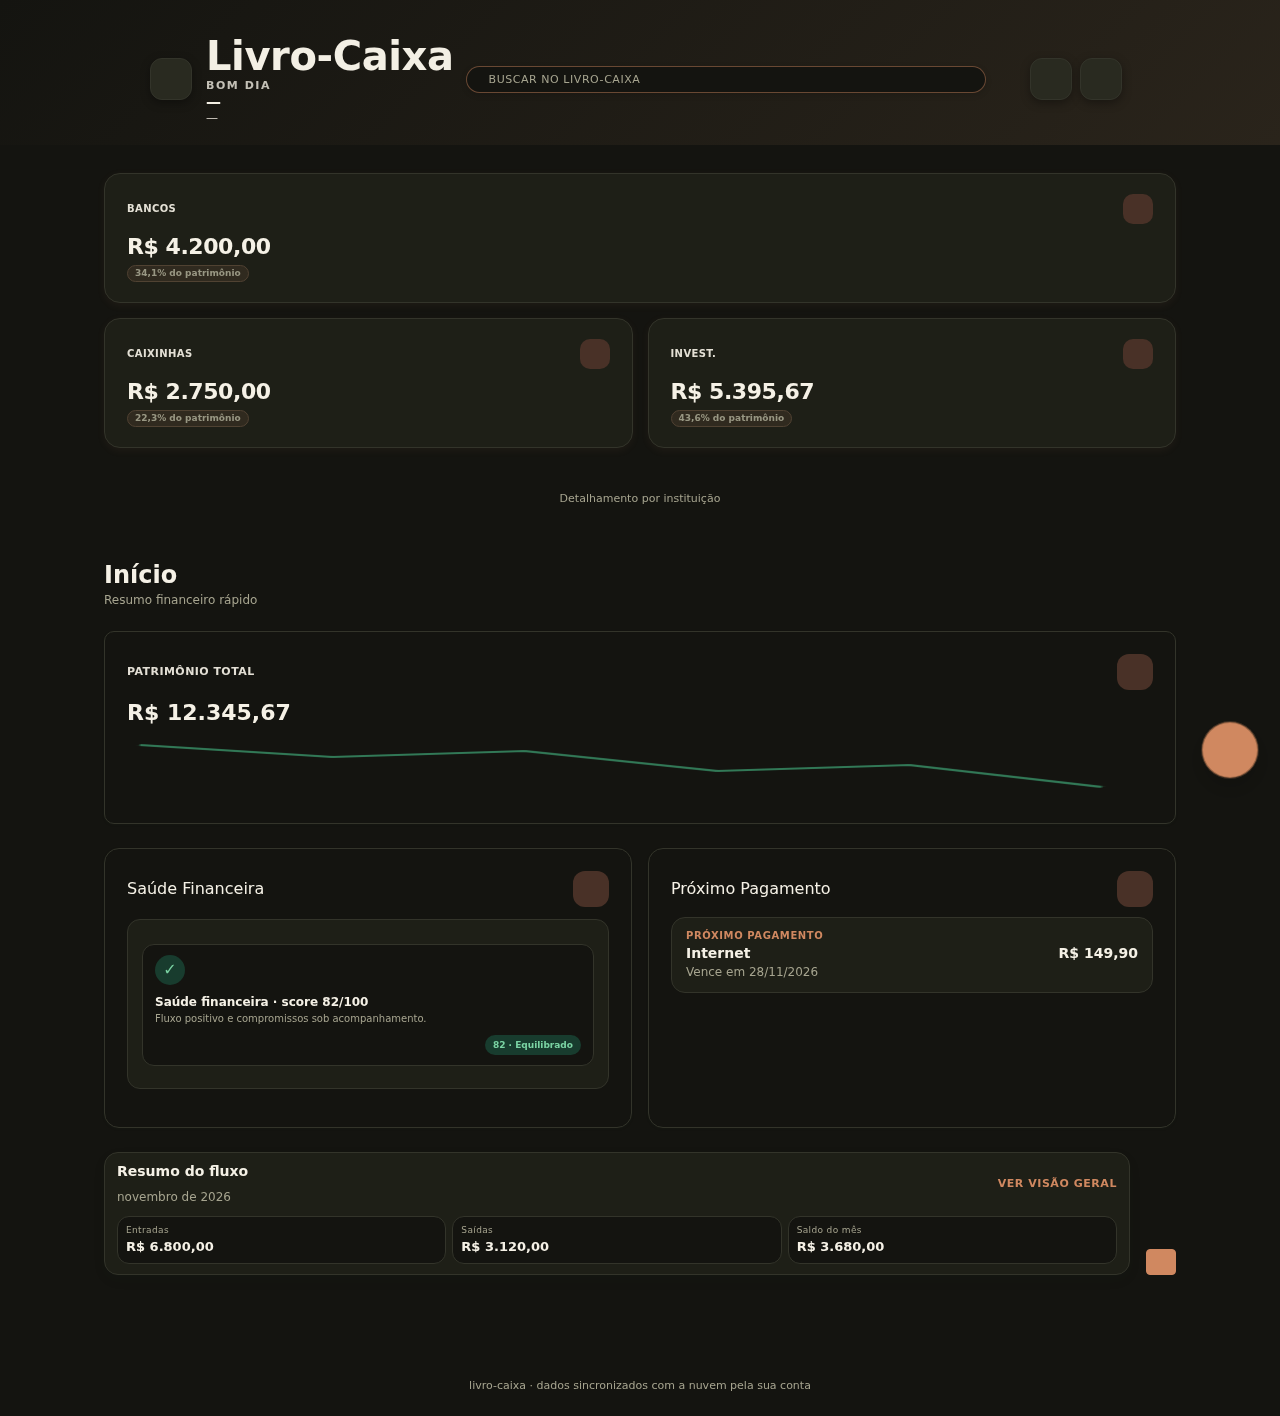 Livro-Caixa
BOM DIA
—
—
BUSCAR NO LIVRO-CAIXA
BANCOS
R$ 4.200,00
34,1% do patrimônio
CAIXINHAS
R$ 2.750,00
22,3% do patrimônio
INVEST.
R$ 5.395,67
43,6% do patrimônio
Detalhamento por instituição
Início
Resumo financeiro rápido
PATRIMÔNIO TOTAL
R$ 12.345,67
Saúde Financeira
✓
Saúde financeira · score 82/100
Fluxo positivo e compromissos sob acompanhamento.
82 · Equilibrado
Próximo Pagamento
PRÓXIMO PAGAMENTO
Internet R$ 149,90
Vence em 28/11/2026
Resumo do fluxo
novembro de 2026
VER VISÃO GERAL
Entradas
R$ 6.800,00
Saídas
R$ 3.120,00
Saldo do mês
R$ 3.680,00
livro-caixa · dados sincronizados com a nuvem pela sua conta